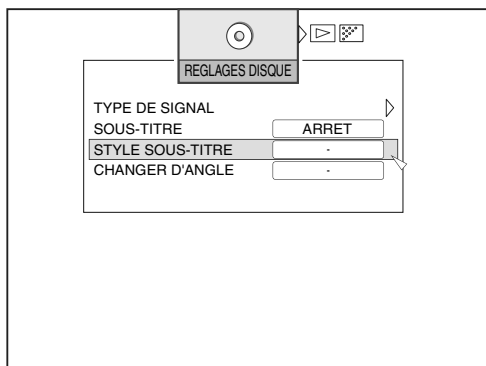 REGLAGES DISQUE
TYPE DE SIGNAL
SOUS-TITRE ARRET
STYLE SOUS-TITRE -
CHANGER D'ANGLE -